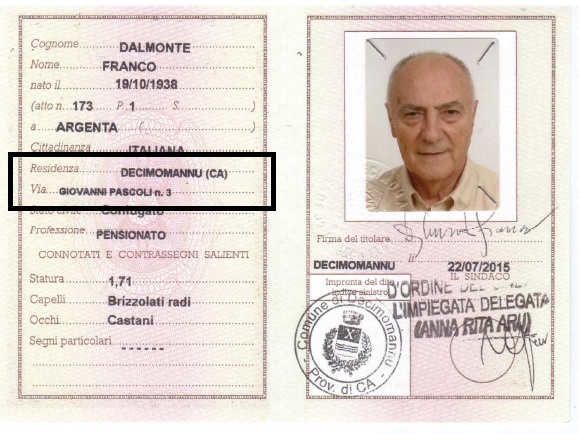 Cognome DALMONTE
Nome FRANCO
nato il 19/10/1938
(atto n. 173 P. 1 S. )
a ARGENTA ( )
Cittadinanza ITALIANA
Residenza DECIMOMANNU (CA)
Via GIOVANNI PASCOLI n. 3
Stato civile Coniugato
Professione PENSIONATO
CONNOTATI E CONTRASSEGNI SALIENTI
Statura 1,71
Capelli Brizzolati radi
Occhi Castani
Segni particolari ------
Firma del titolare
DECIMOMANNU li 22/07/2015
IL SINDACO
Impronta del dito
indice sinistro
D'ORDINE DEL
L'IMPIEGATA DELEGATA
(ANNA RITA ARU)
Comune di Decimomannu
Prov. di CA